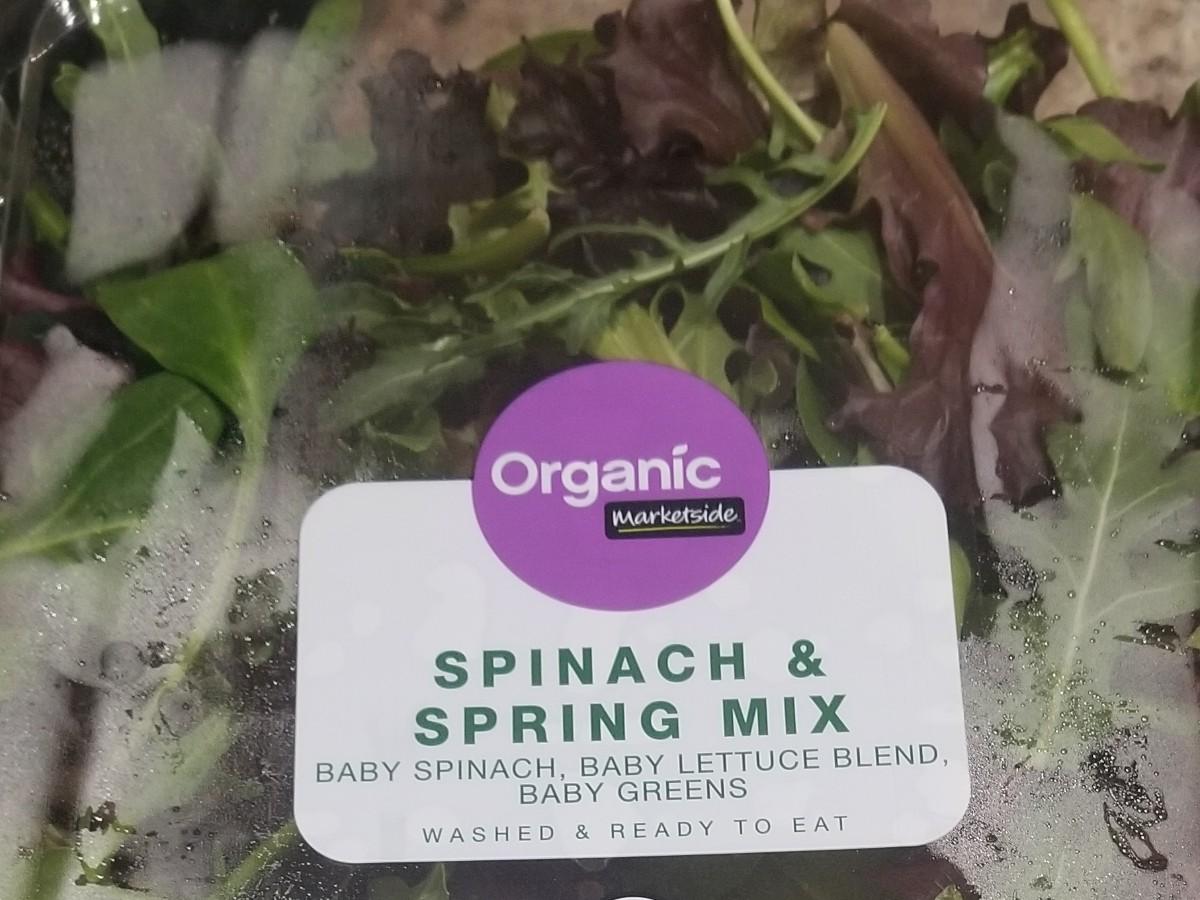 Organic
Marketside
SPINACH &
SPRING MIX
BABY SPINACH, BABY LETTUCE BLEND,
BABY GREENS
WASHED & READY TO EAT